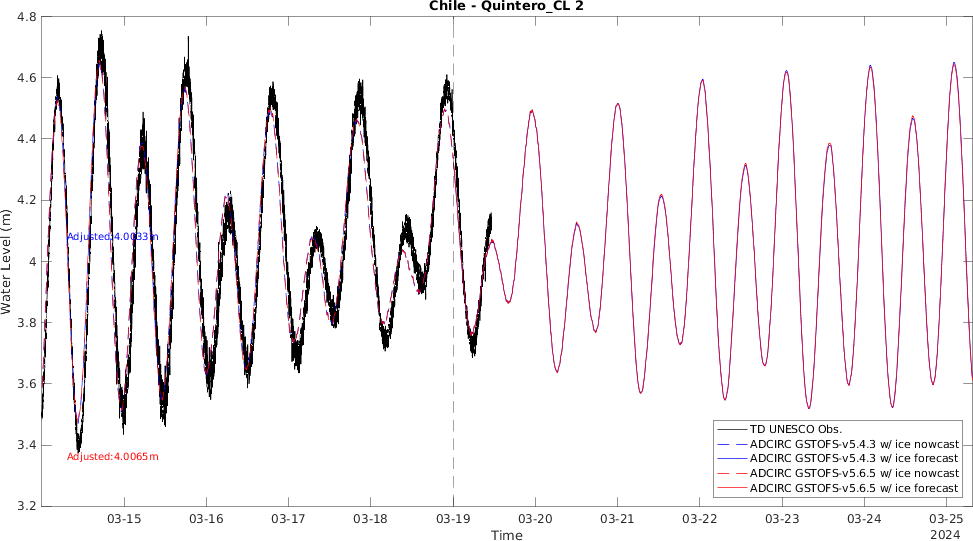 Chile - Quintero_CL 2
4.8
4.6
4.4
4.2
4
3.8
3.6
3.4
3.2
Water Level (m)
Adjusted:4.0033m
Adjusted:4.0065m
TD UNESCO Obs.
ADCIRC GSTOFS-v5.4.3 w/ ice nowcast
ADCIRC GSTOFS-v5.4.3 w/ ice forecast
ADCIRC GSTOFS-v5.6.5 w/ ice nowcast
ADCIRC GSTOFS-v5.6.5 w/ ice forecast
03-15 03-16 03-17 03-18 03-19 03-20 03-21 03-22 03-23 03-24 03-25
2024
Time